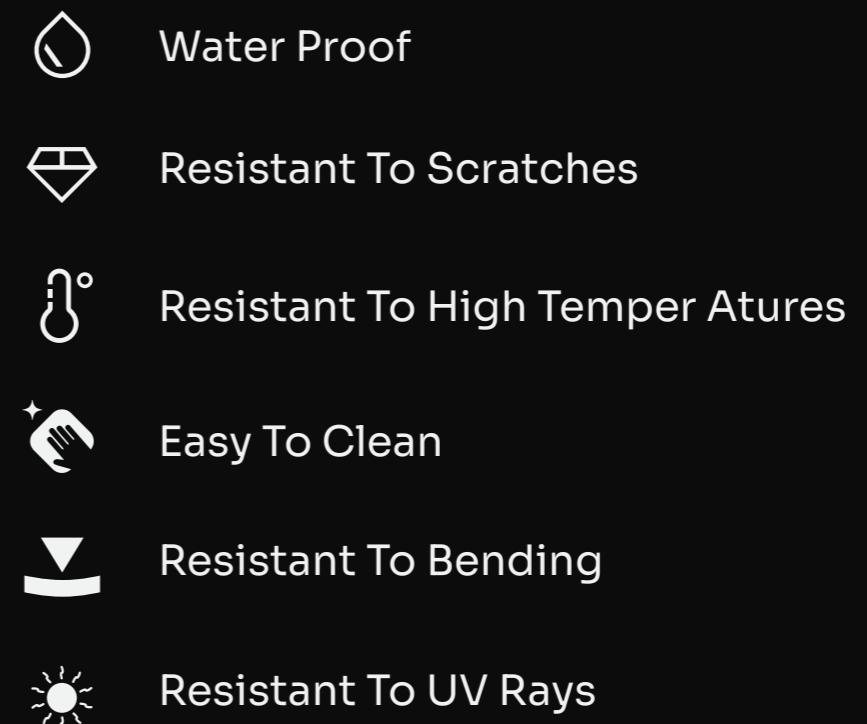 Water Proof
Resistant To Scratches
Resistant To High Temper Atures
Easy To Clean
Resistant To Bending
Resistant To UV Rays